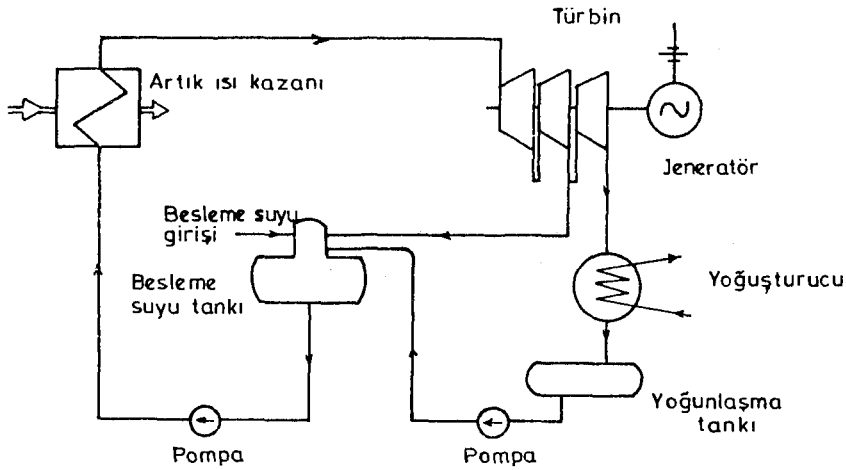 Türbin
Artık ısı kazanı
Jeneratör
Besleme suyu
girişi
Besleme
suyu tankı
Yoğuşturucu
Yoğunlaşma
tankı
Pompa
Pompa